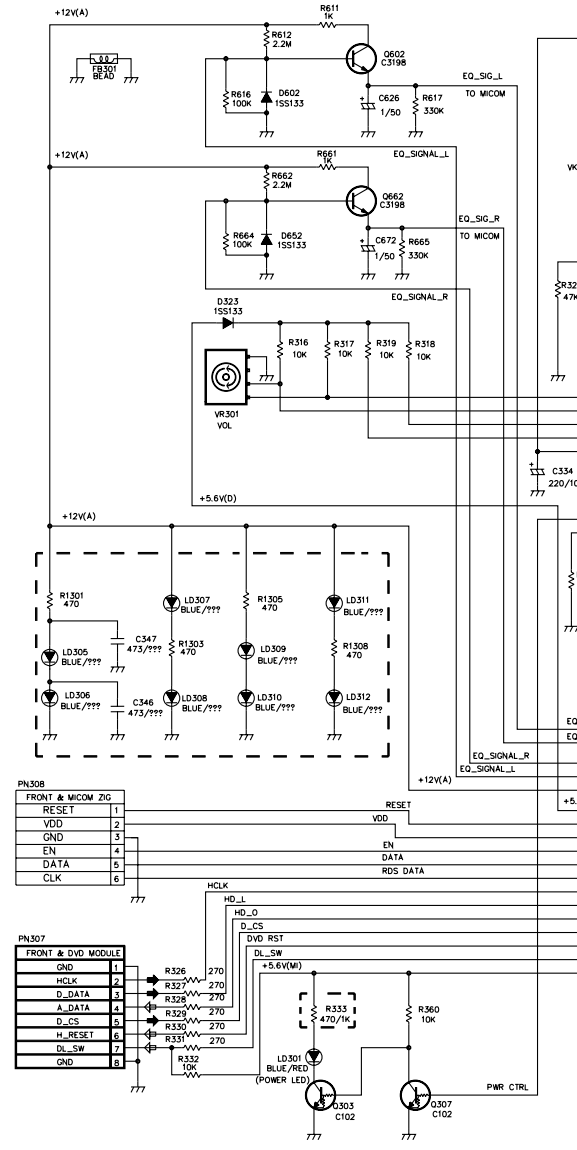 +12V(A)
R611
1K
R612
2.2M
Q602
C3198
FB301
BEAD
R616
100K
D602
1SS133
EQ_SIG_L
TO MICOM
C626
1/50
R617
330K
EQ_SIGNAL_L
+12V(A)
R661
1K
R662
2.2M
Q662
C3198
VK
R664
100K
D652
1SS133
EQ_SIG_R
TO MICOM
C672
1/50
R665
330K
EQ_SIGNAL_R
R32
47K
D323
1SS133
R316
10K
R317
10K
R319
10K
R318
10K
VR301
VOL
C334
220/10
+5.6V(D)
+12V(A)
R1301
470
LD307
BLUE/???
R1305
470
LD311
BLUE/???
LD305
BLUE/???
C347
473/???
R1303
470
LD309
BLUE/???
R1308
470
LD306
BLUE/???
C346
473/???
LD308
BLUE/???
LD310
BLUE/???
LD312
BLUE/???
EQ
EQ
EQ_SIGNAL_R
EQ_SIGNAL_L
+12V(A)
+5.
PN308
FRONT & MICOM ZIG
RESET 1
VDD 2
GND 3
EN 4
DATA 5
CLK 6
RESET
VDD
EN
DATA
RDS DATA
HCLK
HD_L
HD_O
D_CS
DVD RST
DL_SW
+5.6V(MI)
PN307
FRONT & DVD MODULE
GND 1
HCLK 2
D_DATA 3
A_DATA 4
D_CS 5
H_RESET 6
DL_SW 7
GND 8
R326 270
R327 270
R328 270
R329 270
R330 270
R331 270
R332
10K
R333
470/1K
R360
10K
LD301
BLUE/RED
(POWER LED)
Q303
C102
Q307
C102
PWR CTRL